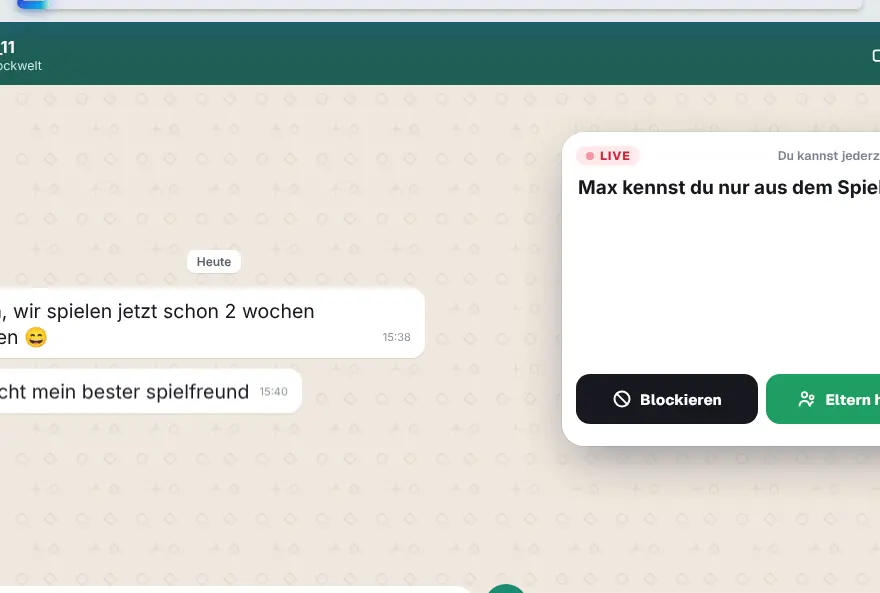 _11
ockwelt
LIVE
Du kannst jederz
Max kennst du nur aus dem Spiel
Heute
, wir spielen jetzt schon 2 wochen
en 😄
15:38
cht mein bester spielfreund 15:40
Blockieren
Eltern h